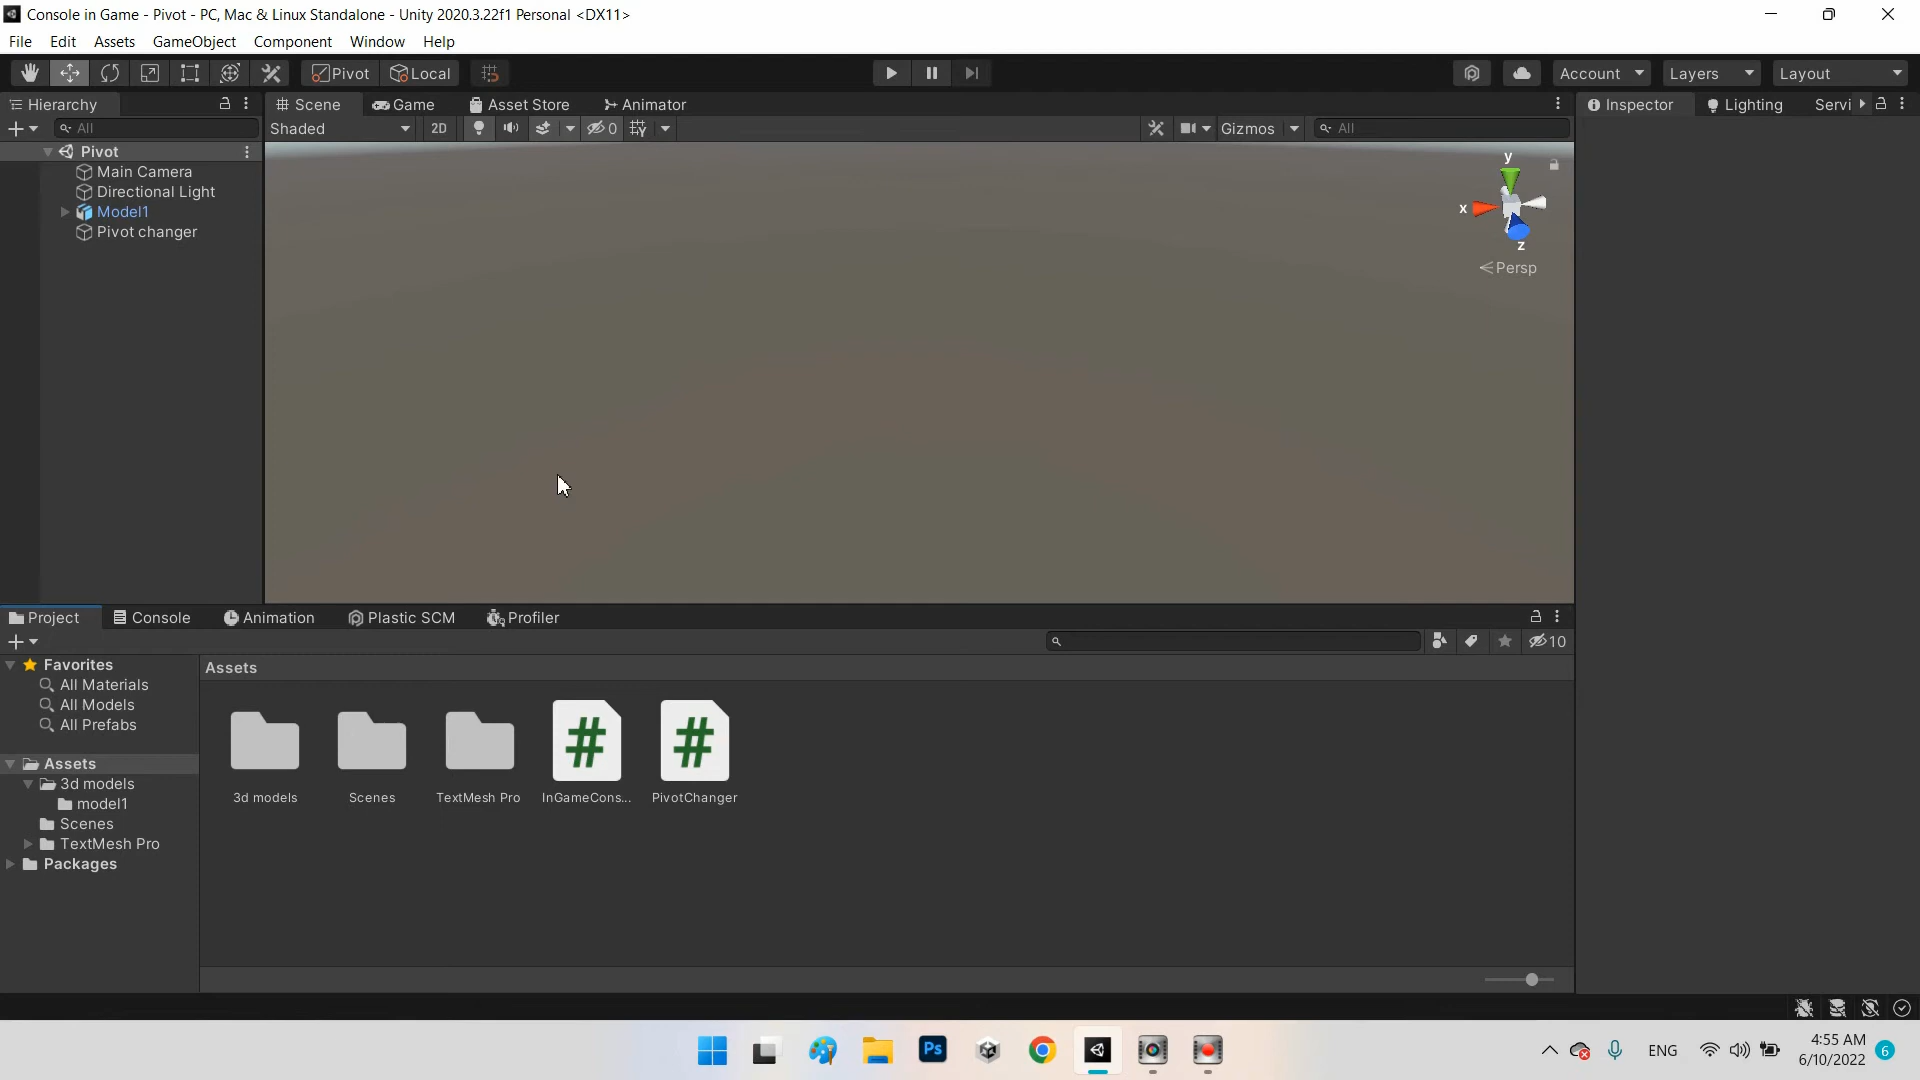 Console in Game - Pivot - PC, Mac & Linux Standalone - Unity 2020.3.22f1 Personal <DX11>
File Edit Assets GameObject Component Window Help
Pivot Local Account Layers Layout
Hierarchy Scene Game Asset Store Animator Inspector Lighting Servi
All Shaded 2D 0 Gizmos All
Pivot
Main Camera
Directional Light
Model1
Pivot changer
y
x
z
Persp
Project Console Animation Plastic SCM Profiler
10
Favorites
All Materials
All Models
All Prefabs
Assets
3d models
model1
Scenes
TextMesh Pro
Packages
Assets
# #
3d models Scenes TextMesh Pro InGameCons... PivotChanger
Ps
ENG
4:55 AM
6/10/2022
6